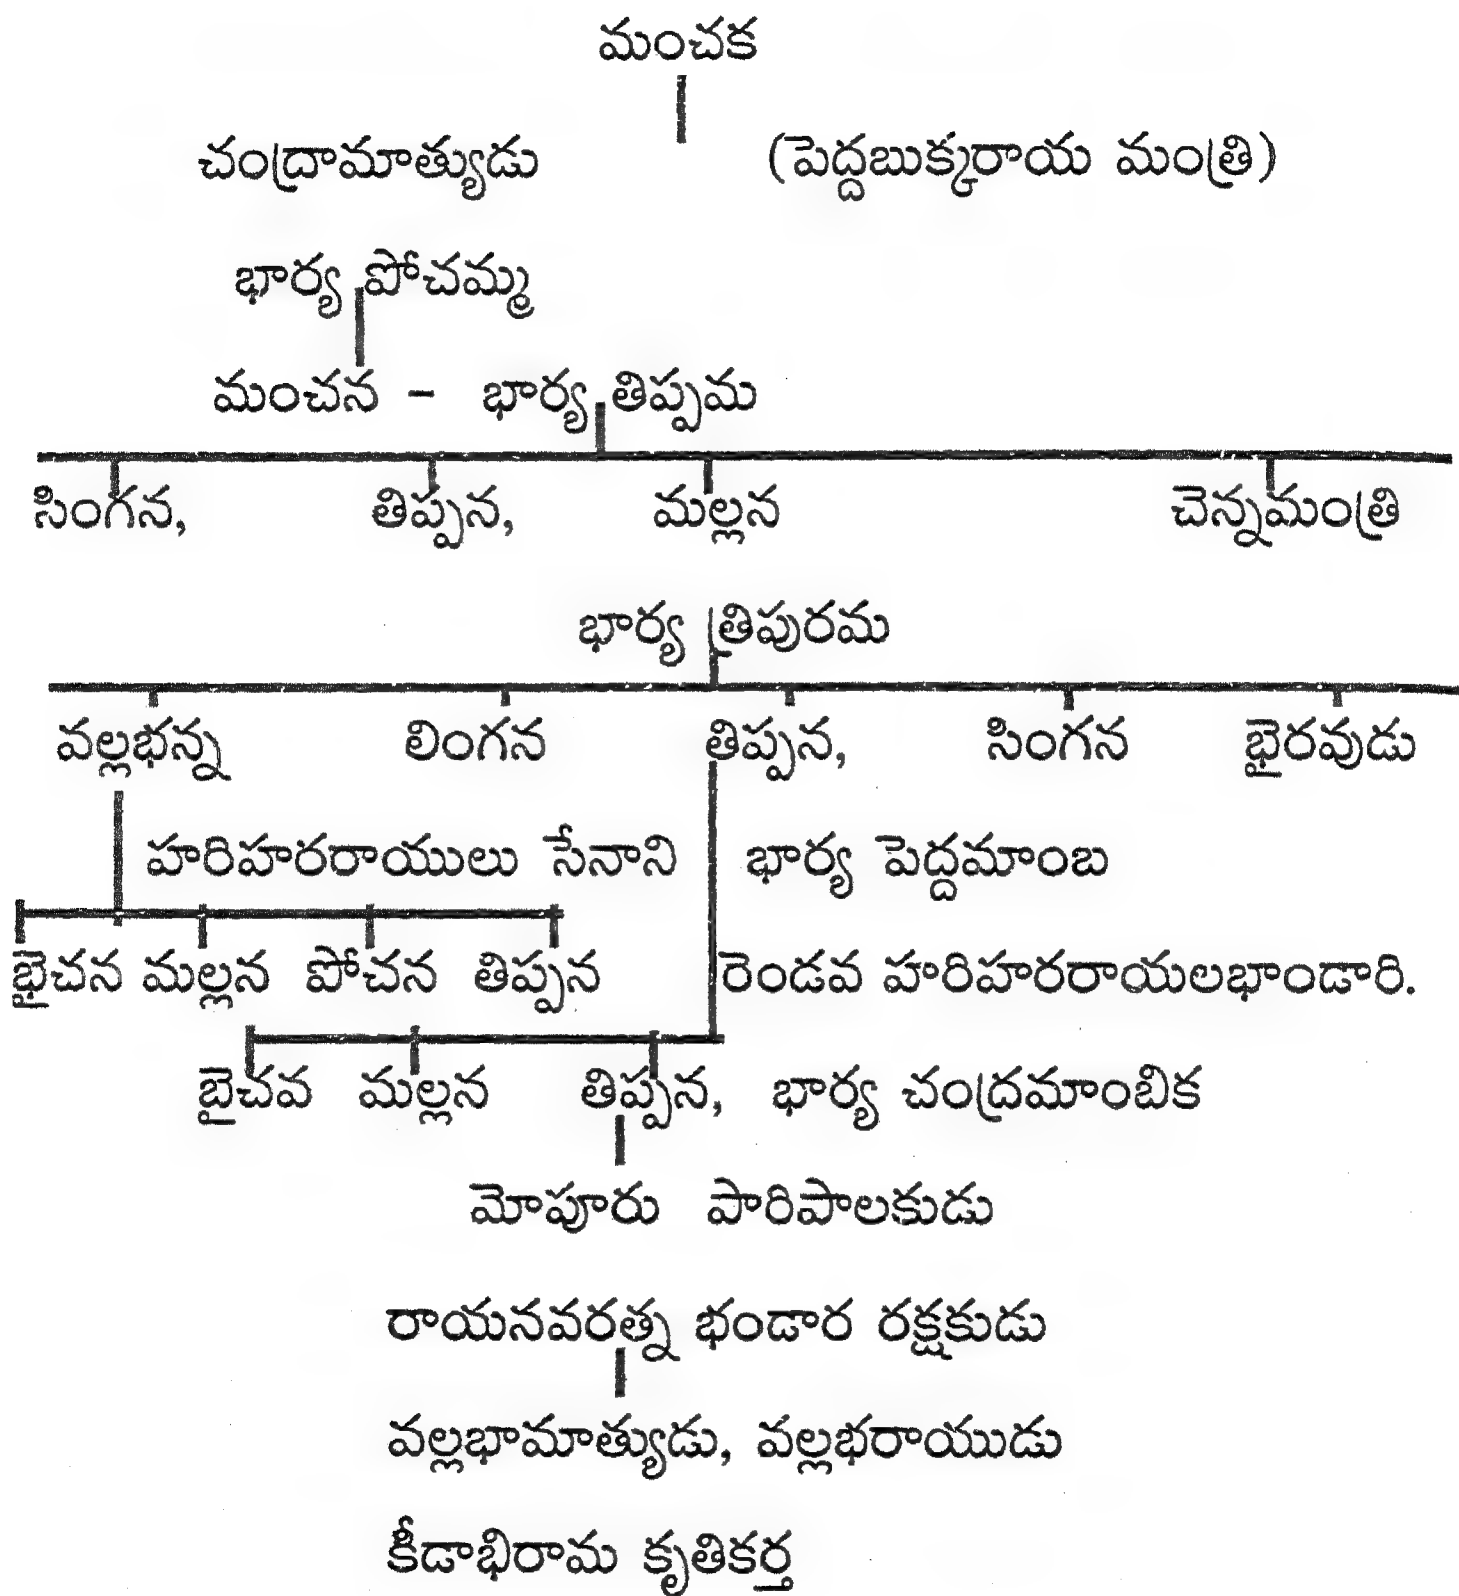 మంచక
చంద్రామాత్యుడు (పెద్దబుక్కరాయ మంత్రి)
భార్య పోచమ్మ
మంచన – భార్య తిప్పమ
సింగన, తిప్పన, మల్లన చెన్నమంత్రి
భార్య త్రిపురమ
వల్లభన్న లింగన తిప్పన, సింగన భైరవుడు
హరిహరరాయులు సేనాని భార్య పెద్దమాంబ
భైచన మల్లన పోచన తిప్పన రెండవ హరిహరరాయలభాండారి.
బైచవ మల్లన తిప్పన, భార్య చంద్రమాంబిక
మోపూరు పారిపాలకుడు
రాయనవరత్న భండార రక్షకుడు
వల్లభామాత్యుడు, వల్లభరాయుడు
కీడాభిరామ కృతికర్త